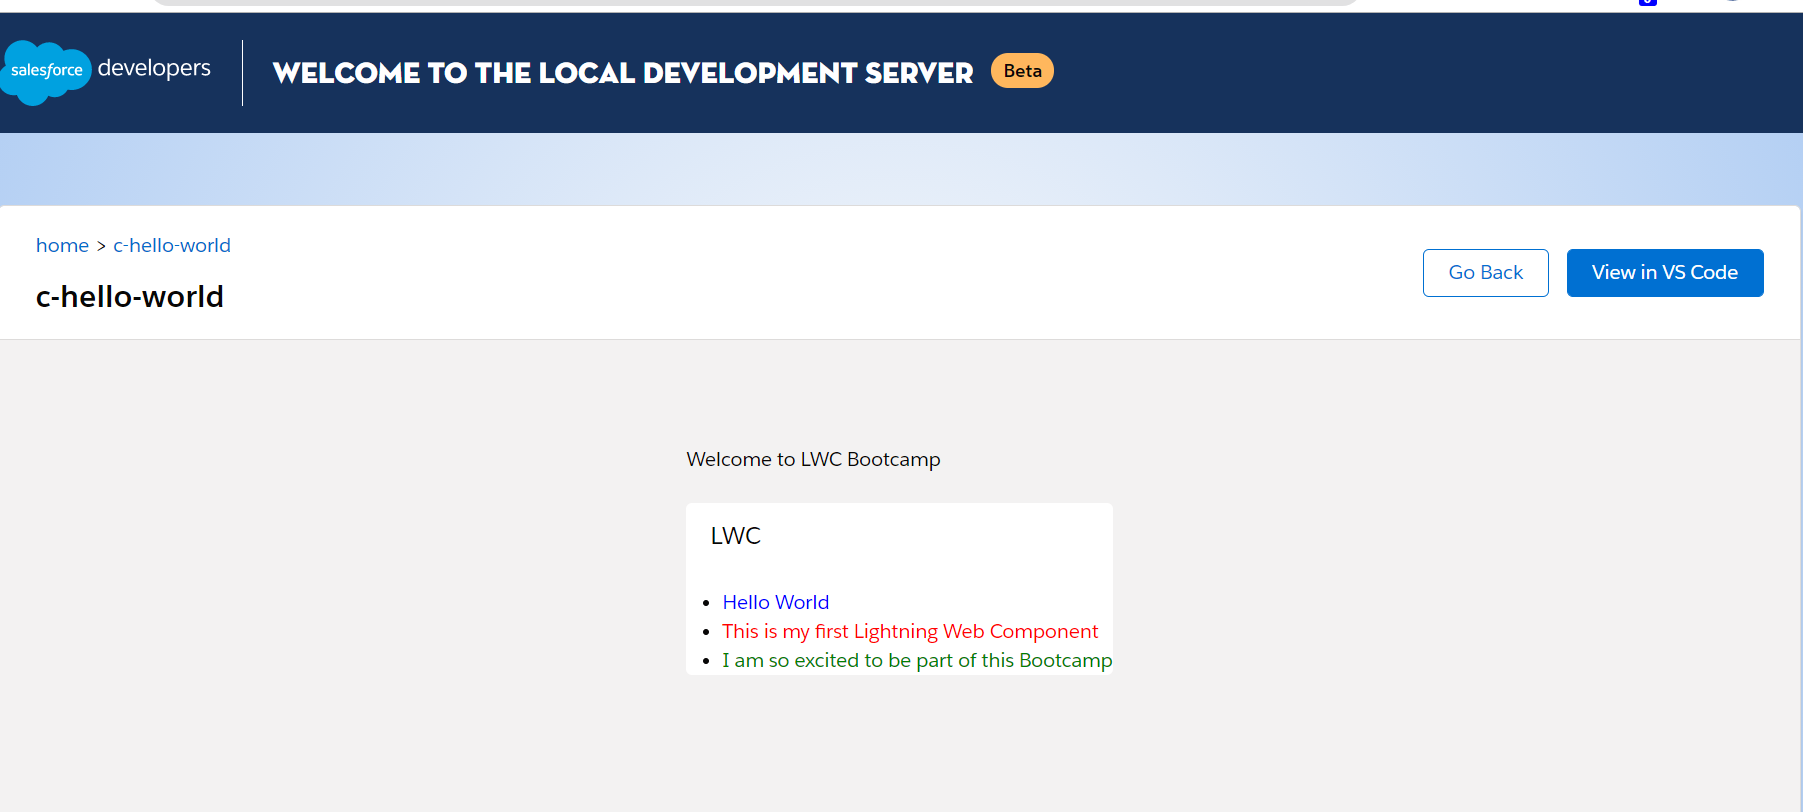 salesforce developers WELCOME TO THE LOCAL DEVELOPMENT SERVER Beta
home > c-hello-world
c-hello-world
Go Back View in VS Code
Welcome to LWC Bootcamp
LWC
• Hello World
• This is my first Lightning Web Component
• I am so excited to be part of this Bootcamp